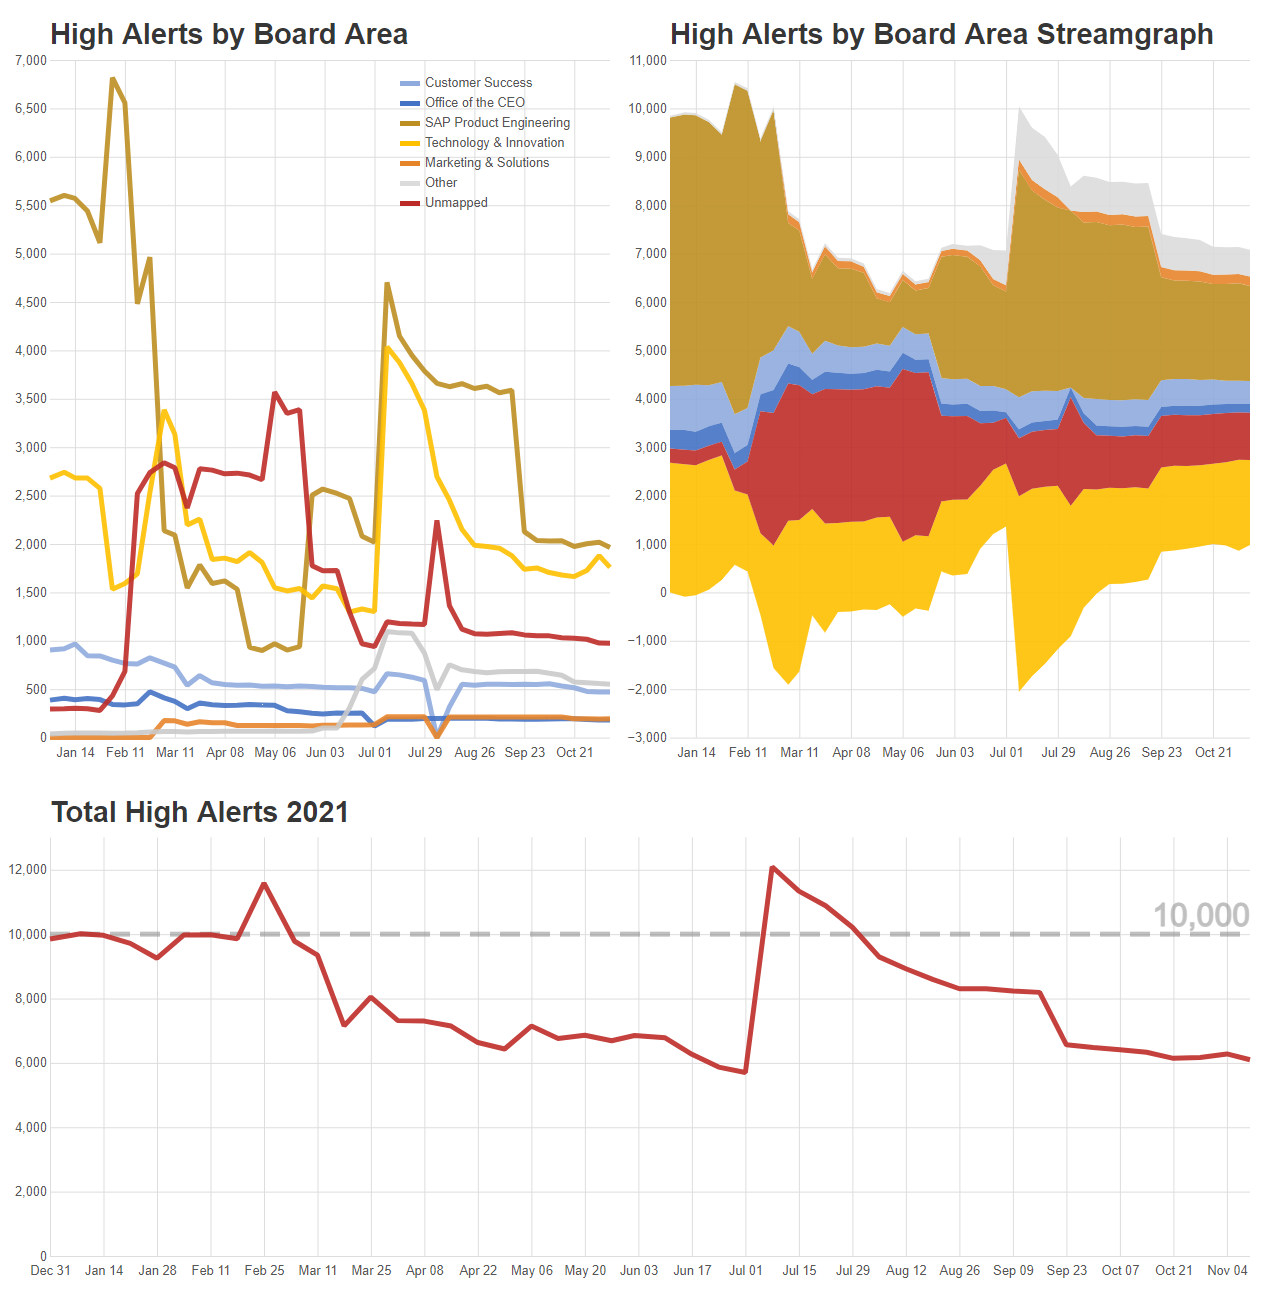 High Alerts by Board Area
7,000
6,500
6,000
5,500
5,000
4,500
4,000
3,500
3,000
2,500
2,000
1,500
1,000
500
0
Customer Success
Office of the CEO
SAP Product Engineering
Technology & Innovation
Marketing & Solutions
Other
Unmapped
Jan 14 Feb 11 Mar 11 Apr 08 May 06 Jun 03 Jul 01 Jul 29 Aug 26 Sep 23 Oct 21
High Alerts by Board Area Streamgraph
11,000
10,000
9,000
8,000
7,000
6,000
5,000
4,000
3,000
2,000
1,000
0
−1,000
−2,000
−3,000
Jan 14 Feb 11 Mar 11 Apr 08 May 06 Jun 03 Jul 01 Jul 29 Aug 26 Sep 23 Oct 21
Total High Alerts 2021
12,000
10,000
8,000
6,000
4,000
2,000
0
10,000
Dec 31 Jan 14 Jan 28 Feb 11 Feb 25 Mar 11 Mar 25 Apr 08 Apr 22 May 06 May 20 Jun 03 Jun 17 Jul 01 Jul 15 Jul 29 Aug 12 Aug 26 Sep 09 Sep 23 Oct 07 Oct 21 Nov 04